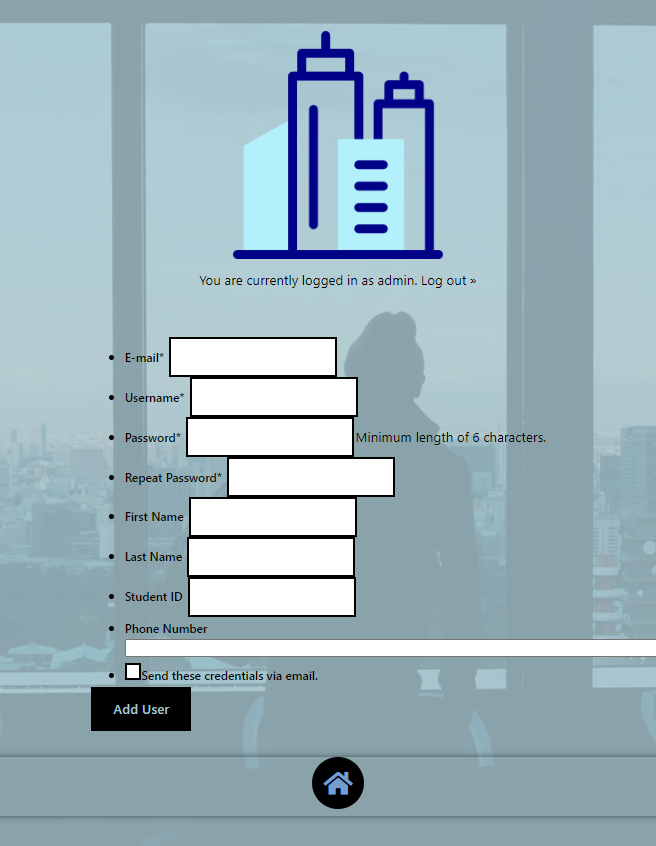 You are currently logged in as admin. Log out »
E-mail*
Username*
Password* Minimum length of 6 characters.
Repeat Password*
First Name
Last Name
Student ID
Phone Number
Send these credentials via email.
Add User